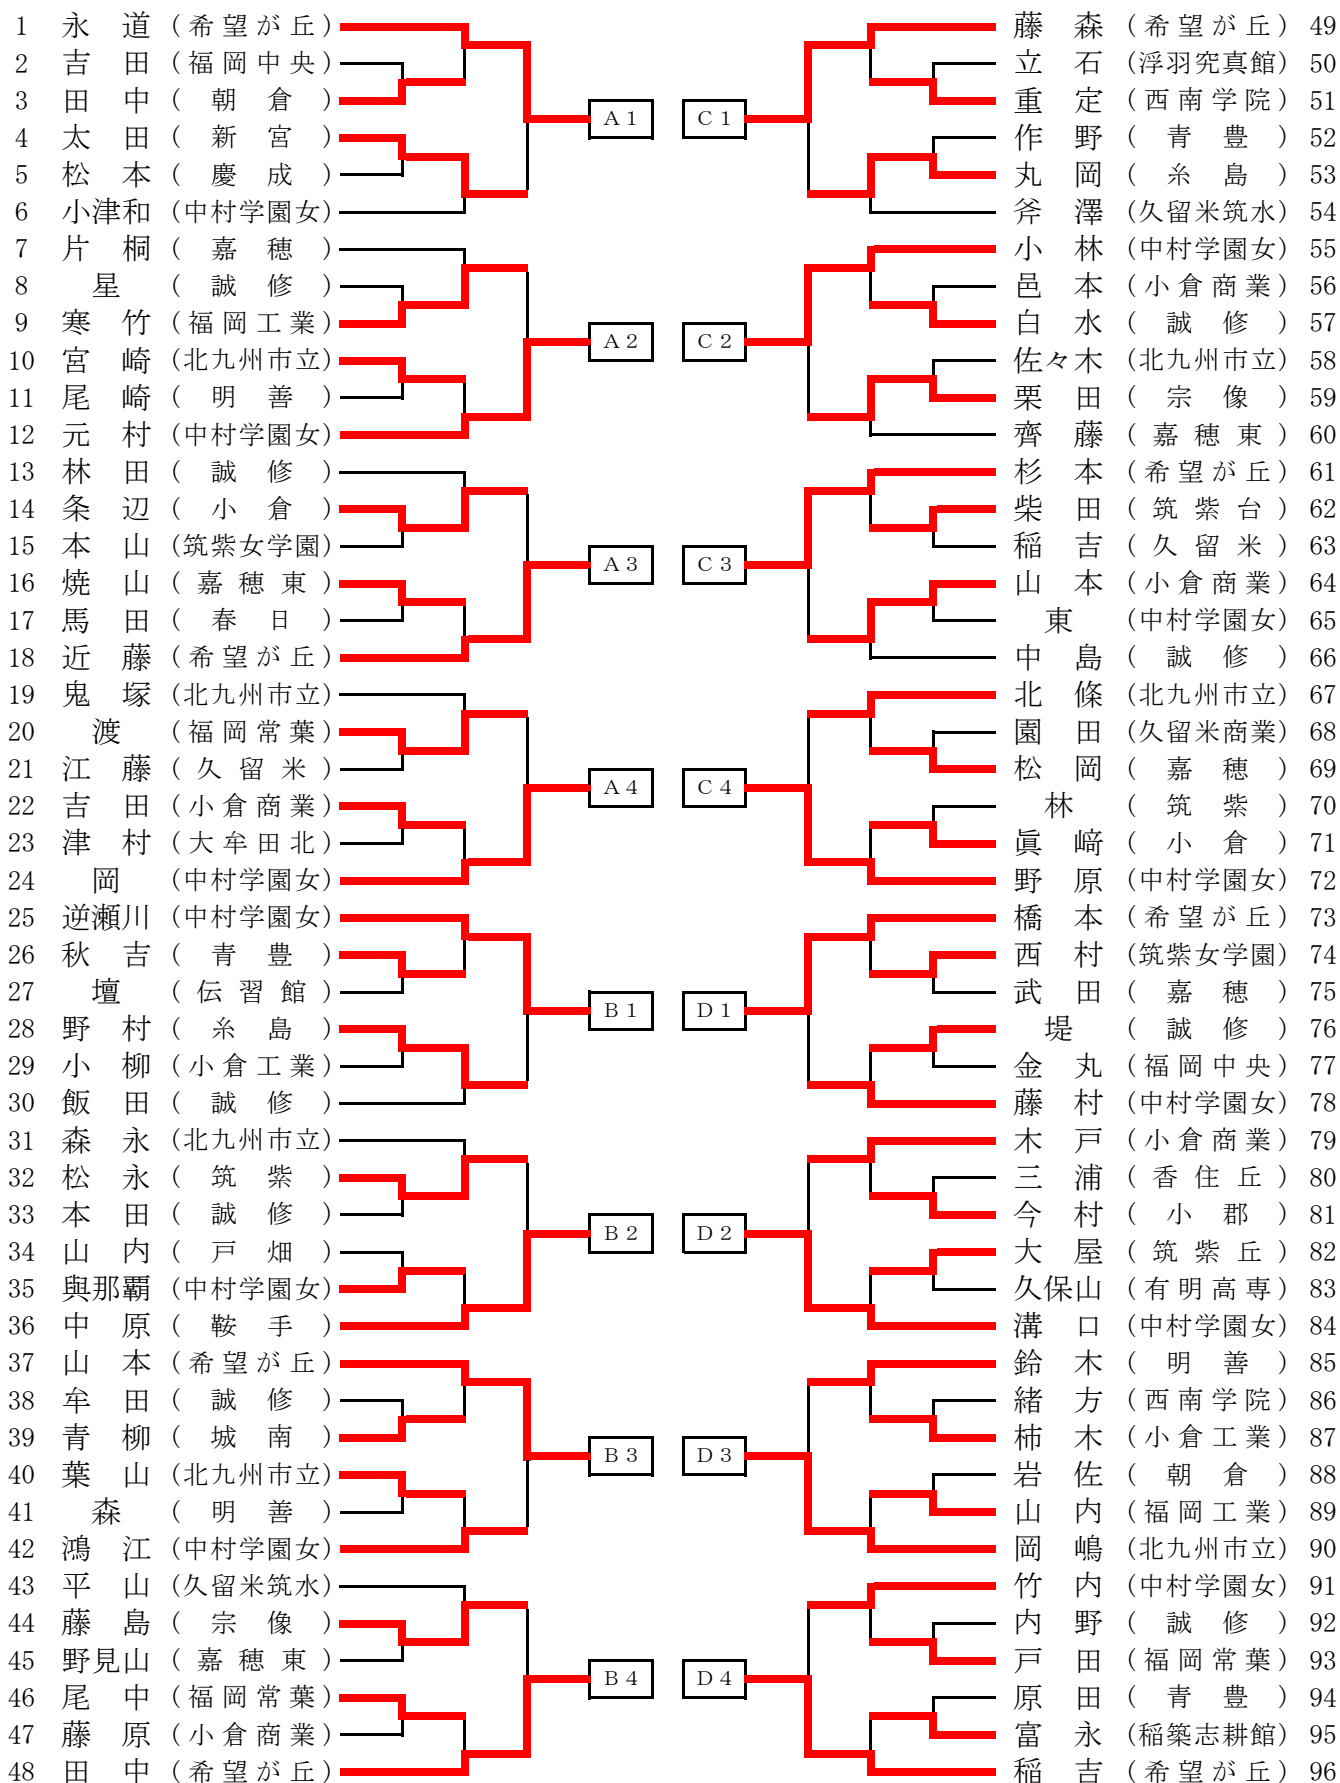 1 永道 (希望が丘)
2 吉田 (福岡中央)
3 田中 (朝倉)
4 太田 (新宮)
5 松本 (慶成)
6 小津和 (中村学園女)
7 片桐 (嘉穂)
8 星 (誠修)
9 寒竹 (福岡工業)
10 宮崎 (北九州市立)
11 尾崎 (明善)
12 元村 (中村学園女)
13 林田 (誠修)
14 条辺 (小倉)
15 本山 (筑紫女学園)
16 焼山 (嘉穂東)
17 馬田 (春日)
18 近藤 (希望が丘)
19 鬼塚 (北九州市立)
20 渡 (福岡常葉)
21 江藤 (久留米)
22 吉田 (小倉商業)
23 津村 (大牟田北)
24 岡 (中村学園女)
25 逆瀬川 (中村学園女)
26 秋吉 (青豊)
27 壇 (伝習館)
28 野村 (糸島)
29 小柳 (小倉工業)
30 飯田 (誠修)
31 森永 (北九州市立)
32 松永 (筑紫)
33 本田 (誠修)
34 山内 (戸畑)
35 與那覇 (中村学園女)
36 中原 (鞍手)
37 山本 (希望が丘)
38 牟田 (誠修)
39 青柳 (城南)
40 葉山 (北九州市立)
41 森 (明善)
42 鴻江 (中村学園女)
43 平山 (久留米筑水)
44 藤島 (宗像)
45 野見山 (嘉穂東)
46 尾中 (福岡常葉)
47 藤原 (小倉商業)
48 田中 (希望が丘)
A1
A2
A3
A4
B1
B2
B3
B4
C1
C2
C3
C4
D1
D2
D3
D4
藤森 (希望が丘) 49
立石 (浮羽究真館) 50
重定 (西南学院) 51
作野 (青豊) 52
丸岡 (糸島) 53
斧澤 (久留米筑水) 54
小林 (中村学園女) 55
邑本 (小倉商業) 56
白水 (誠修) 57
佐々木 (北九州市立) 58
栗田 (宗像) 59
齊藤 (嘉穂東) 60
杉本 (希望が丘) 61
柴田 (筑紫台) 62
稲吉 (久留米) 63
山本 (小倉商業) 64
東 (中村学園女) 65
中島 (誠修) 66
北條 (北九州市立) 67
園田 (久留米商業) 68
松岡 (嘉穂) 69
林 (筑紫) 70
眞﨑 (小倉) 71
野原 (中村学園女) 72
橋本 (希望が丘) 73
西村 (筑紫女学園) 74
武田 (嘉穂) 75
堤 (誠修) 76
金丸 (福岡中央) 77
藤村 (中村学園女) 78
木戸 (小倉商業) 79
三浦 (香住丘) 80
今村 (小郡) 81
大屋 (筑紫丘) 82
久保山 (有明高専) 83
溝口 (中村学園女) 84
鈴木 (明善) 85
緒方 (西南学院) 86
柿木 (小倉工業) 87
岩佐 (朝倉) 88
山内 (福岡工業) 89
岡嶋 (北九州市立) 90
竹内 (中村学園女) 91
内野 (誠修) 92
戸田 (福岡常葉) 93
原田 (青豊) 94
富永 (稲築志耕館) 95
稲吉 (希望が丘) 96